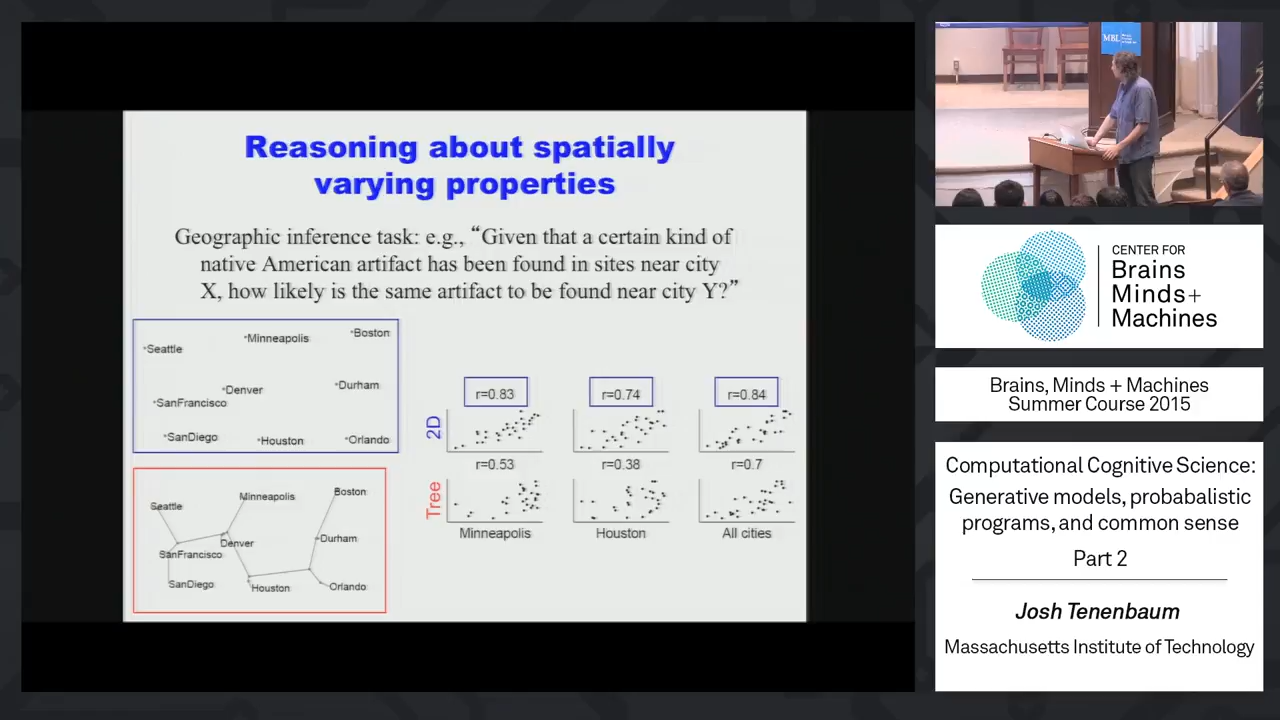 Reasoning about spatially
varying properties
Geographic inference task: e.g., “Given that a certain kind of
native American artifact has been found in sites near city
X, how likely is the same artifact to be found near city Y?”
Seattle
Minneapolis
Boston
Denver
Durham
SanFrancisco
SanDiego
Houston
Orlando
Seattle
Minneapolis
Boston
Denver
Durham
SanFrancisco
SanDiego
Houston
Orlando
r=0.83
r=0.74
r=0.84
2D
r=0.53
r=0.38
r=0.7
Tree
Minneapolis
Houston
All cities
MBL
CENTER FOR
Brains
Minds+
Machines
Brains, Minds + Machines
Summer Course 2015
Computational Cognitive Science:
Generative models, probabalistic
programs, and common sense
Part 2
Josh Tenenbaum
Massachusetts Institute of Technology